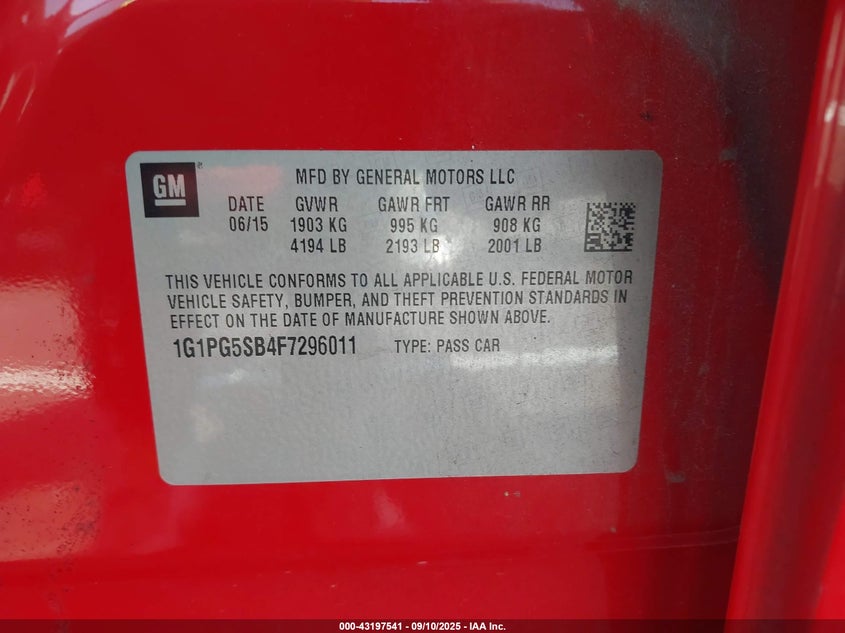 GM ® MFD BY GENERAL MOTORS LLC
DATE GVWR GAWR FRT GAWR RR
06/15 1903 KG 995 KG 908 KG
4194 LB 2193 LB 2001 LB
THIS VEHICLE CONFORMS TO ALL APPLICABLE U.S. FEDERAL MOTOR
VEHICLE SAFETY, BUMPER, AND THEFT PREVENTION STANDARDS IN
EFFECT ON THE DATE OF MANUFACTURE SHOWN ABOVE.
1G1PG5SB4F7296011 TYPE: PASS CAR
000-43197541 - 09/10/2025 - IAA Inc.